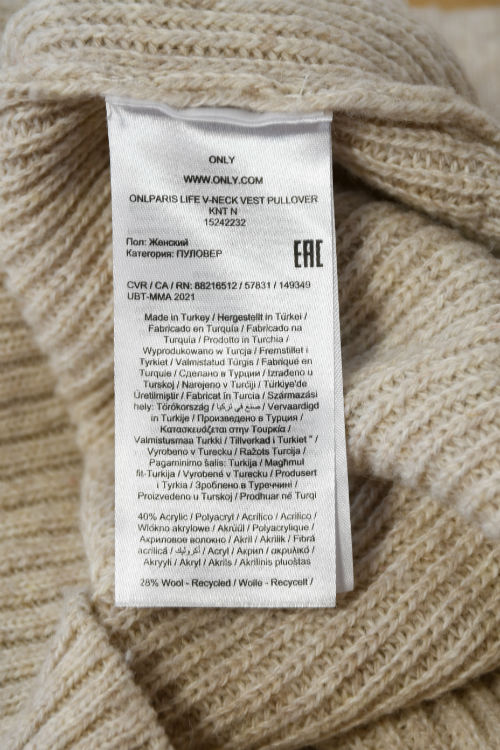 ONLY
WWW.ONLY.COM
ONLPARIS LIFE V-NECK VEST PULLOVER
KNT N
15242232
Пол: Женский
Категория: ПУЛОВЕР
EAC
CVR / CA / RN: 88216512 / 57831 / 149349
UBT-MMA 2021
Made in Turkey / Hergestellt in Türkei /
Fabricado en Turquía / Fabricado na
Turquia / Prodotto in Turchia /
Wyprodukowano w Turcja / Fremstillet i
Tyrkiet / Valmistatud Türgis / Fabriqué en
Turquie / Сделано в Турции / Izrađeno u
Turskoj / Narejeno v Turčiji / Türkiye'de
Üretilmiştir / Fabricat în Turcia / Származási
hely: Törökország / صنع في تركيا / Vervaardigd
in Turkije / Произведено в Турция /
Κατασκευάζεται στην Τουρκία /
Valmistusmaa Turkki / Tillverkad i Turkiet " /
Vyrobeno v Turecku / Ražots Turcija /
Pagaminimo šalis: Turkija / Magħmul
fit-Turkija / Vyrobené v Turecku / Produsert
i Tyrkia / Зроблено в Туреччині /
Proizvedeno u Turskoj / Prodhuar në Turqi
40% Acrylic / Polyacryl / Acrílico / Acrílico /
Włókno akrylowe / Akrüül / Polyacrylique /
Акриловое волокно / Akril / Akrilik / Fibră
acrilică / أكريليك / Acryl / Акрил / ακρυλικό /
Akryyli / Akryl / Akrils / Akrilinis pluoštas
28% Wool - Recycled / Wolle - Recycelt /